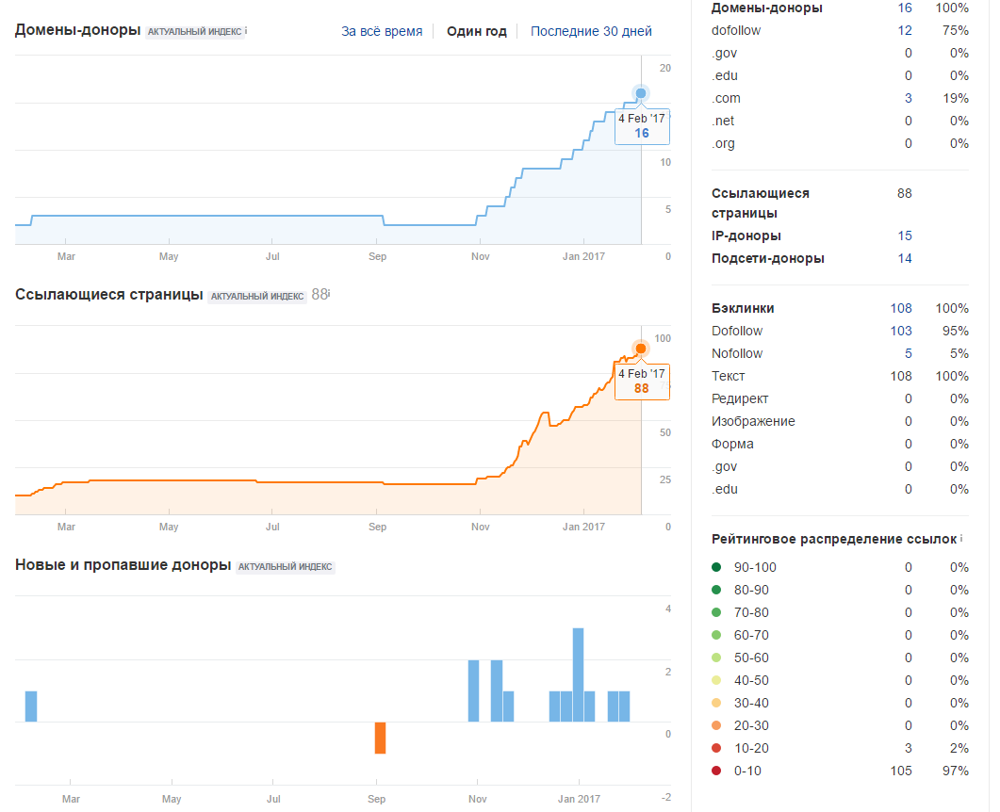 Домены-доноры АКТУАЛЬНЫЙ ИНДЕКС i За всё время Один год Последние 30 дней
20
4 Feb '17
16
10
5
Mar May Jul Sep Nov Jan 2017 0
Ссылающиеся страницы АКТУАЛЬНЫЙ ИНДЕКС 88 i
100
4 Feb '17
88
50
25
Mar May Jul Sep Nov Jan 2017 0
Новые и пропавшие доноры АКТУАЛЬНЫЙ ИНДЕКС
4
2
0
Mar May Jul Sep Nov Jan 2017 -2
Домены-доноры 16 100%
dofollow 12 75%
.gov 0 0%
.edu 0 0%
.com 3 19%
.net 0 0%
.org 0 0%
Ссылающиеся 88
страницы
IP-доноры 15
Подсети-доноры 14
Бэклинки 108 100%
Dofollow 103 95%
Nofollow 5 5%
Текст 108 100%
Редирект 0 0%
Изображение 0 0%
Форма 0 0%
.gov 0 0%
.edu 0 0%
Рейтинговое распределение ссылок i
90-100 0 0%
80-90 0 0%
70-80 0 0%
60-70 0 0%
50-60 0 0%
40-50 0 0%
30-40 0 0%
20-30 0 0%
10-20 3 2%
0-10 105 97%